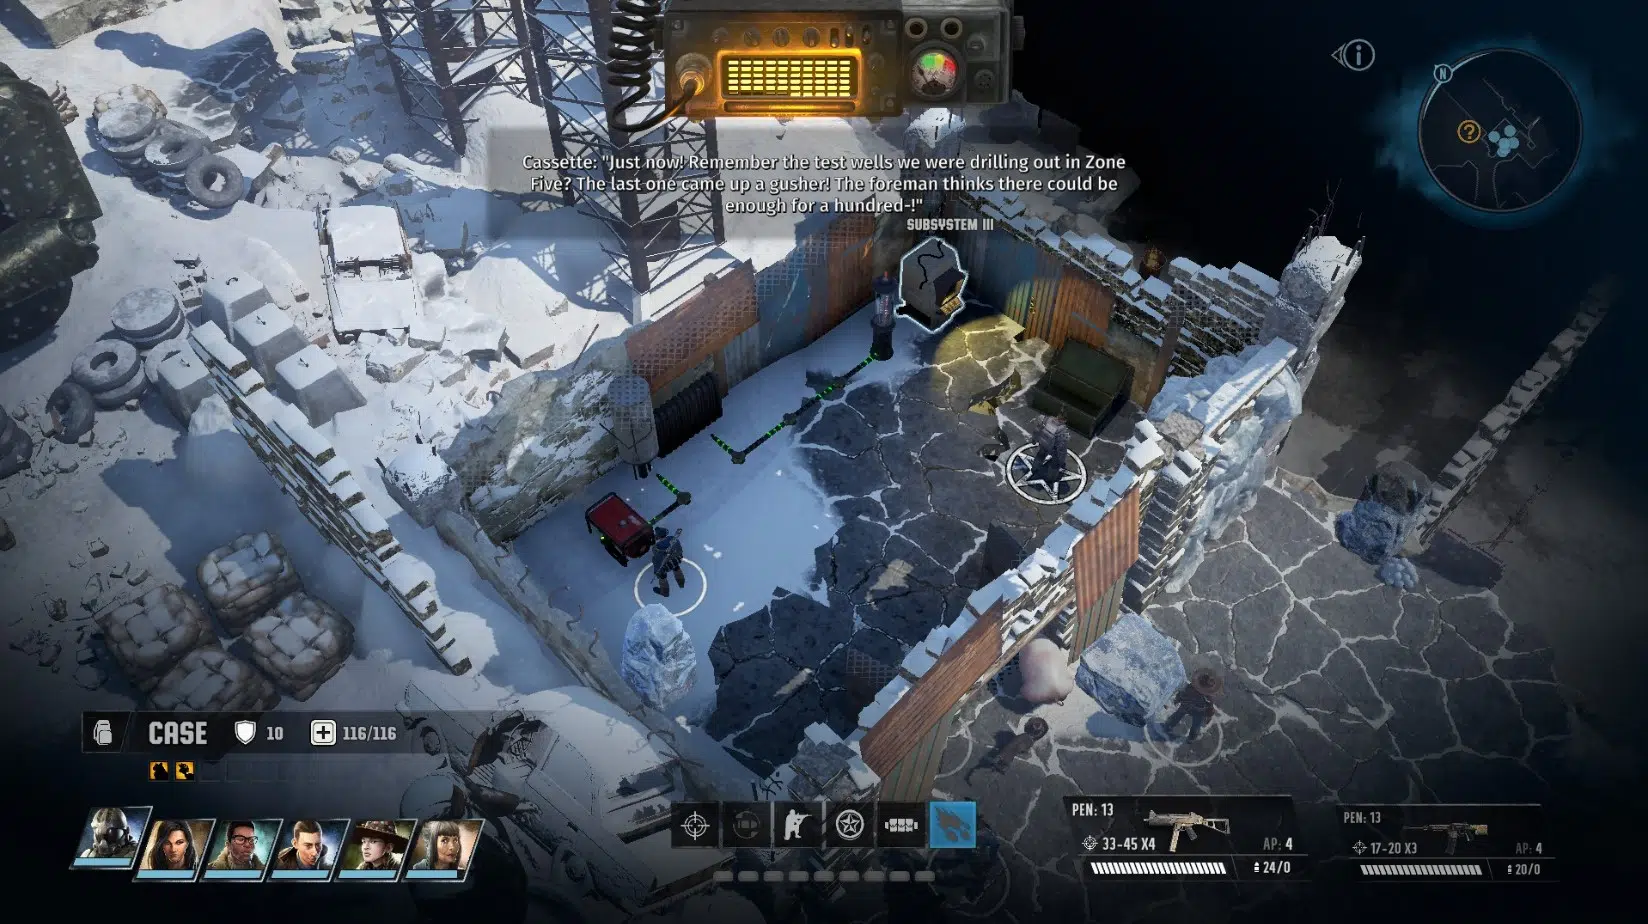 N
Cassette: "Just now! Remember the test wells we were drilling out in Zone
Five? The last one came up a gusher! The foreman thinks there could be
enough for a hundred-!"
SUBSYSTEM III
CASE
10
116/116
PEN: 13
33-45 X4
AP: 4
24/0
PEN: 13
17-20 X3
AP: 4
20/0